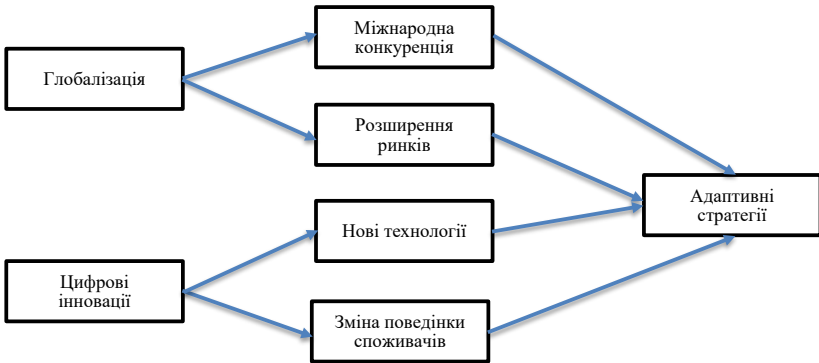 Міжнародна
конкуренція
Глобалізація
Розширення
ринків
Адаптивні
стратегії
Нові технології
Цифрові
інновації
Зміна поведінки
споживачів